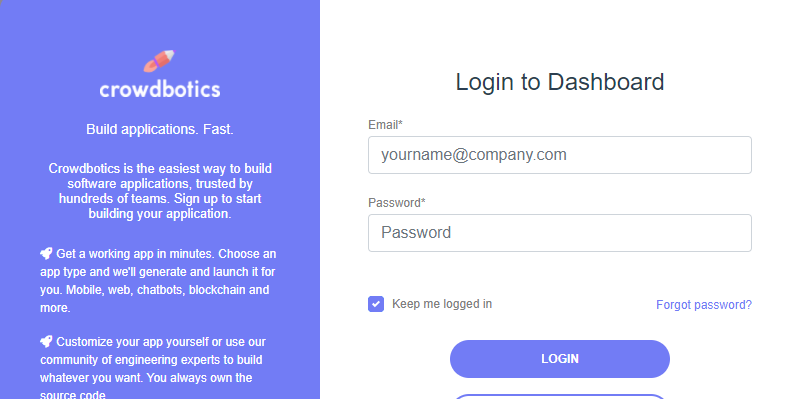 crowdbotics
Build applications. Fast.
Crowdbotics is the easiest way to build
software applications, trusted by
hundreds of teams. Sign up to start
building your application.
Get a working app in minutes. Choose an
app type and we'll generate and launch it for
you. Mobile, web, chatbots, blockchain and
more.
Customize your app yourself or use our
community of engineering experts to build
whatever you want. You always own the
source code
Login to Dashboard
Email*
yourname@company.com
Password*
Password
Keep me logged in
Forgot password?
LOGIN